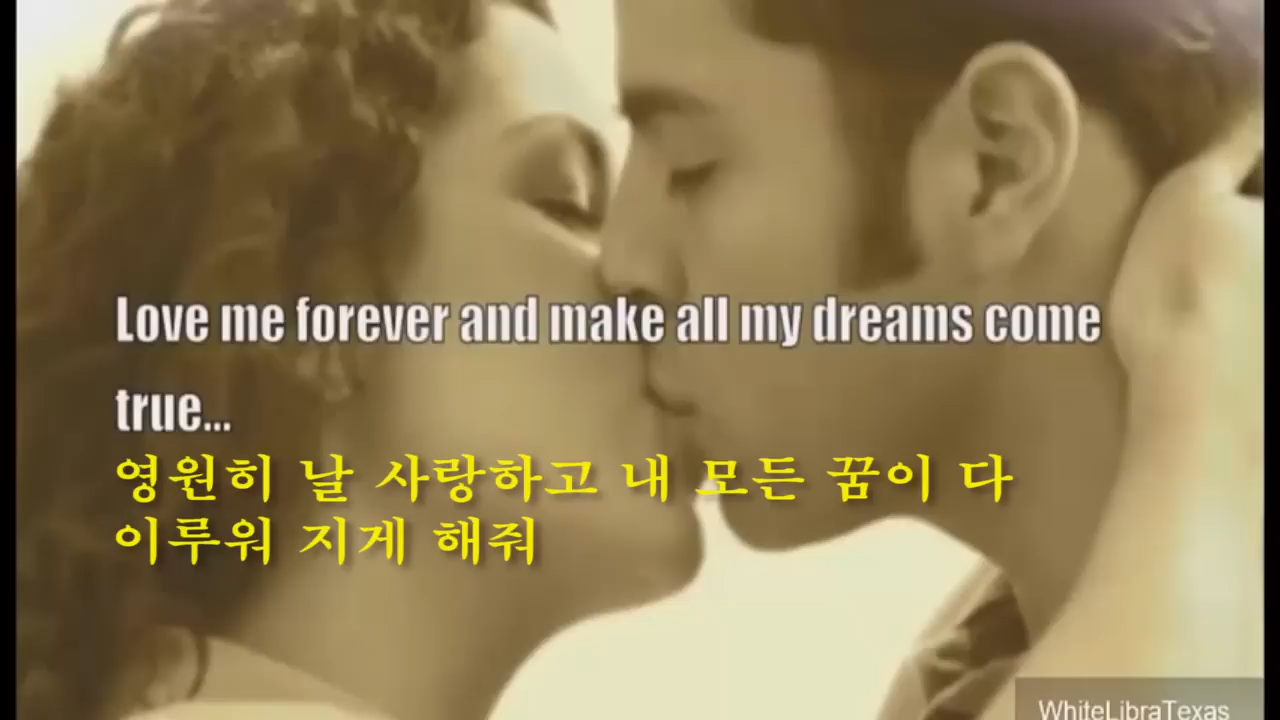 Love me forever and make all my dreams come
true...
영원히 날 사랑하고 내 모든 꿈이 다
이루워 지게 해줘
WhiteLibraTexas